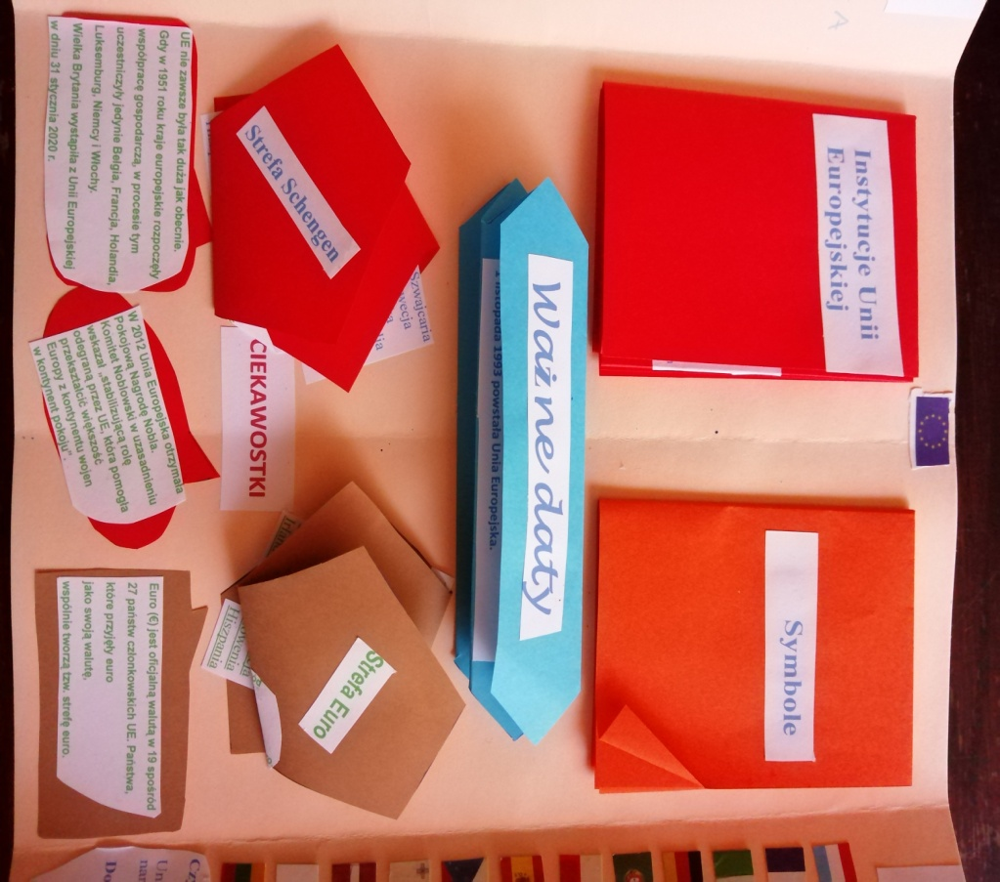 Instytucje Unii
Europejskiej
Symbole
Ważne daty
1 listopada 1993 powstała Unia Europejska.
Strefa Schengen
Szwajcaria
CIEKAWOSTKI
Strefa Euro
Hiszpania
UE nie zawsze była tak duża jak obecnie.
Gdy w 1951 roku kraje europejskie rozpoczęły
współpracę gospodarczą, w procesie tym
uczestniczyły jedynie Belgia, Francja, Holandia,
Luksemburg, Niemcy i Włochy.
Wielka Brytania wystąpiła z Unii Europejskiej
w dniu 31 stycznia 2020 r.
W 2012 Unia Europejska otrzymała
Pokojową Nagrodę Nobla.
Komitet Noblowski w uzasadnieniu
wskazał „stabilizującą rolę
odegraną przez UE, która pomogła
przekształcić większość
Europy z kontynentu wojen
w kontynent pokoju".
Euro (€) jest oficjalną walutą w 19 spośród
27 państw członkowskich UE. Państwa,
które przyjęły euro
jako swoją walutę,
wspólnie tworzą tzw. strefę euro.